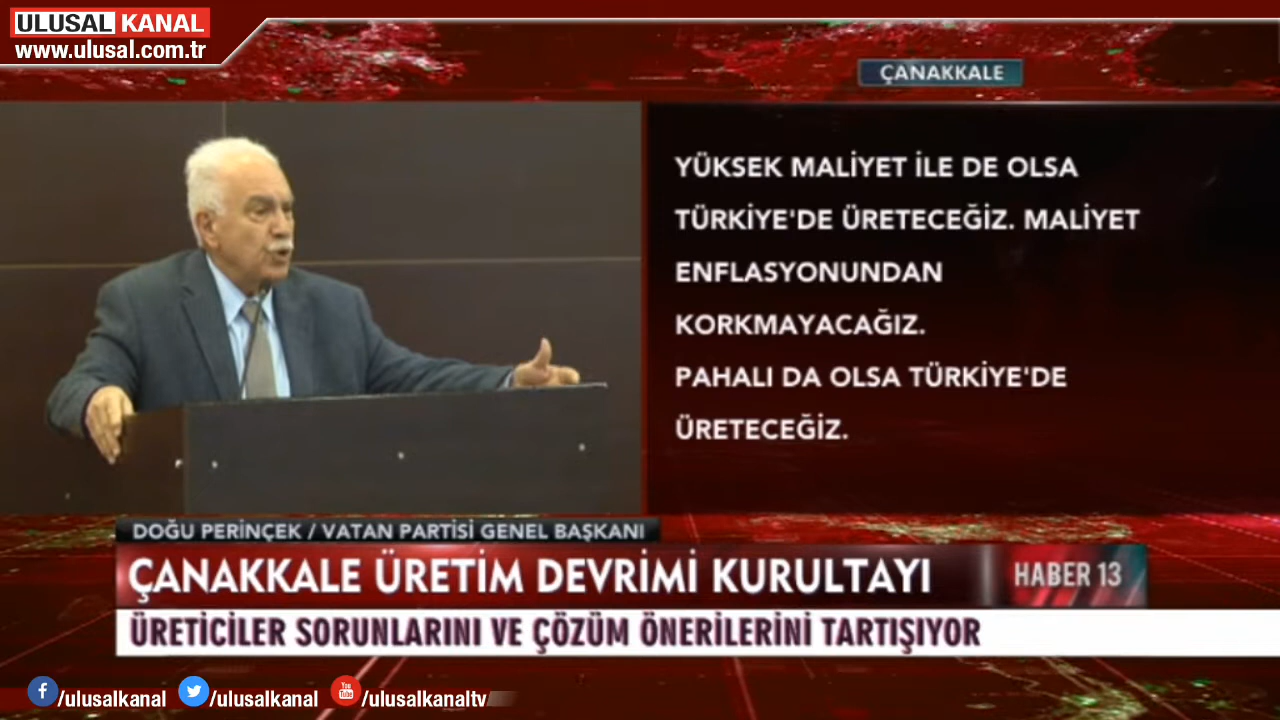 ULUSAL KANAL
www.ulusal.com.tr
ÇANAKKALE
YÜKSEK MALİYET İLE DE OLSA
TÜRKİYE'DE ÜRETECEĞİZ. MALİYET
ENFLASYONUNDAN
KORKMAYACAĞIZ.
PAHALI DA OLSA TÜRKİYE'DE
ÜRETECEĞİZ.
DOĞU PERİNÇEK / VATAN PARTİSİ GENEL BAŞKANI
ÇANAKKALE ÜRETİM DEVRİMİ KURULTAYI
HABER 13
ÜRETİCİLER SORUNLARINI VE ÇÖZÜM ÖNERİLERİNİ TARTIŞIYOR
/ulusalkanal
/ulusalkanal
You Tube
/ulusalkanaltv